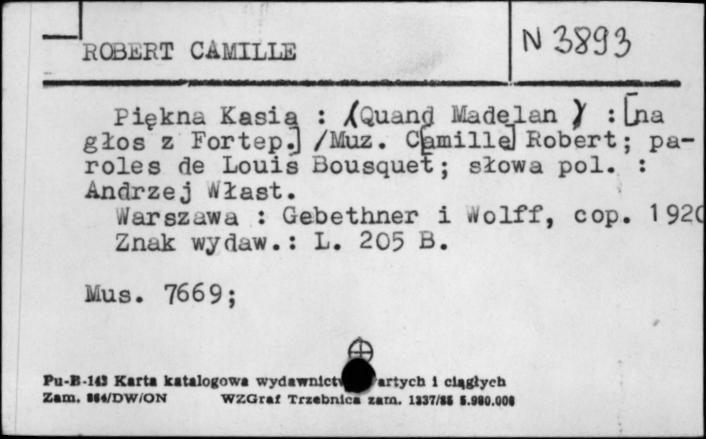 ROBERT CAMILLE
N 3893
Piękna Kasia : (Quand Madelan ) : [na
głos z Fortep.] /Muz. C[amille] Robert; pa-
roles de Louis Bousquet; słowa pol. :
Andrzej Włast.
Warszawa : Gebethner i Wolff, cop. 1920
Znak wydaw.: L. 205 B.
Mus. 7669;
Pu-B-143 Karta katalogowa wydawnictw artych i ciągłych
Zam. 864/DW/ON WZGraf Trzebnica zam. 1337/85 5.980.000